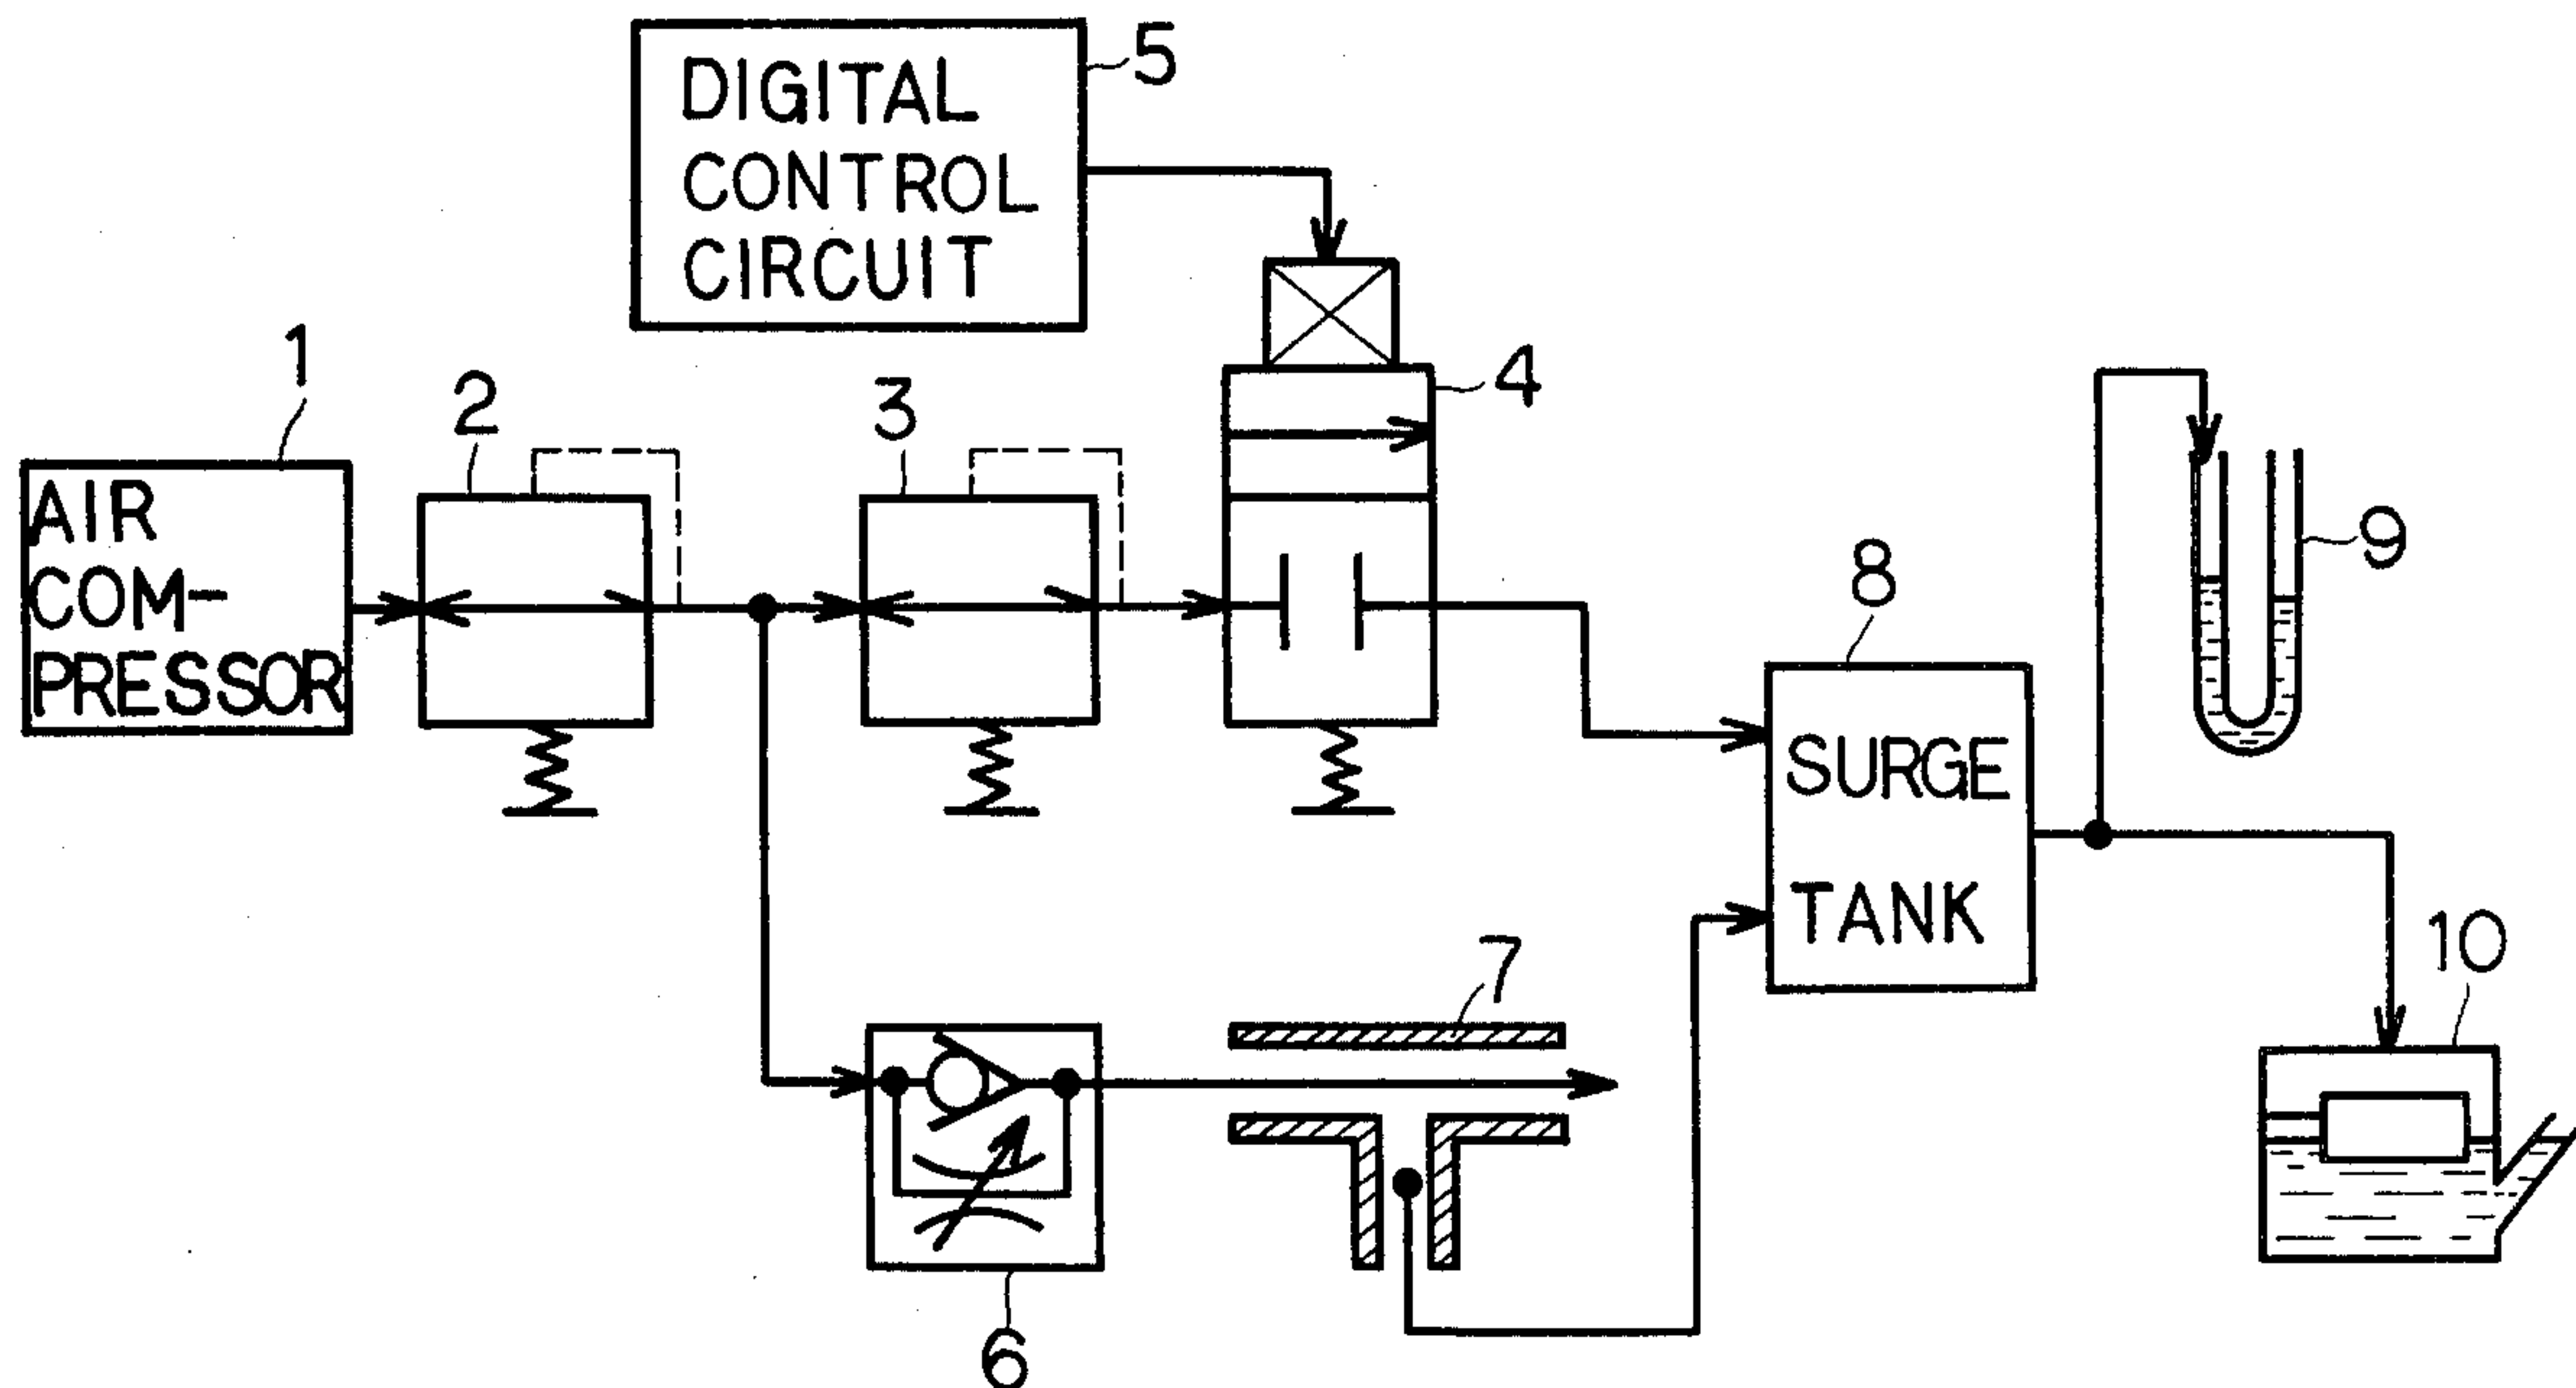 DIGITAL
CONTROL
CIRCUIT
5
1
2
3
4
AIR
COM-
PRESSOR
9
8
SURGE
TANK
10
7
6